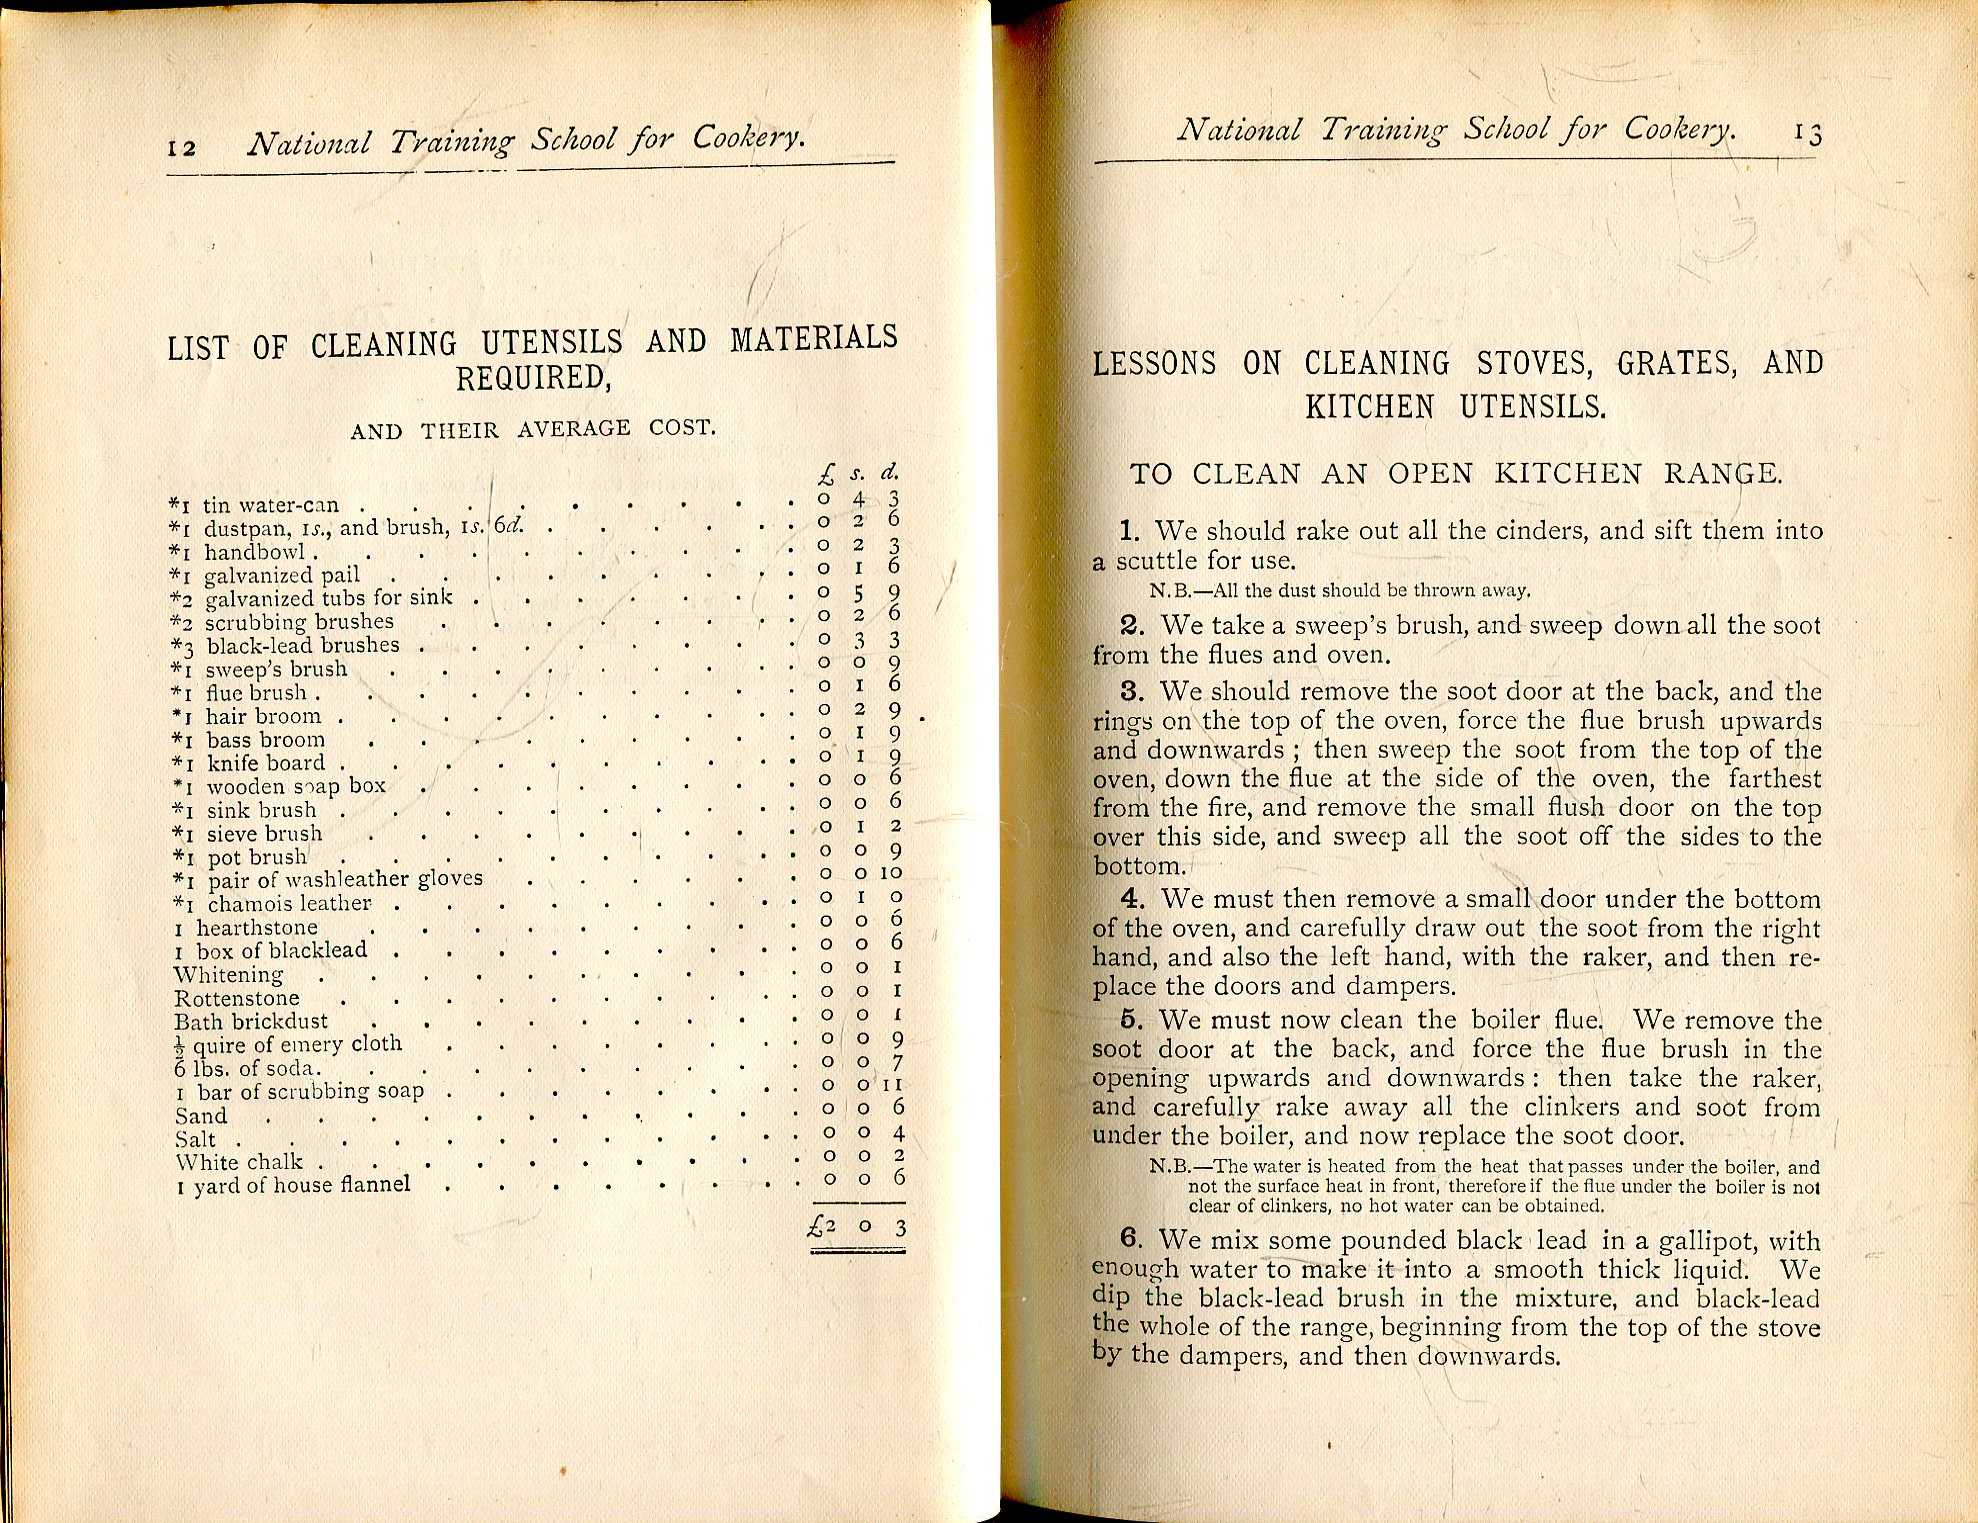 12 National Training School for Cookery.
LIST OF CLEANING UTENSILS AND MATERIALS
REQUIRED,
AND THEIR AVERAGE COST.
£ s. d.
*1 tin water-can . . . . . . . . . 0 4 3
*1 dustpan, 1s., and brush, 1s. 6d. . . . . . . 0 2 6
*1 handbowl . . . . . . . . . . 0 2 3
*1 galvanized pail . . . . . . . . . 0 1 6
*2 galvanized tubs for sink . . . . . . . 0 5 9
*2 scrubbing brushes . . . . . . . . 0 2 6
*3 black-lead brushes . . . . . . . . 0 3 3
*1 sweep's brush . . . . . . . . . 0 0 9
*1 flue brush . . . . . . . . . . 0 1 6
*1 hair broom . . . . . . . . . . 0 2 9
*1 bass broom . . . . . . . . . 0 1 9
*1 knife board . . . . . . . . . . 0 1 9
*1 wooden soap box . . . . . . . . 0 0 6
*1 sink brush . . . . . . . . . . 0 0 6
*1 sieve brush . . . . . . . . . 0 1 2
*1 pot brush . . . . . . . . . . 0 0 9
*1 pair of washleather gloves . . . . . . 0 0 10
*1 chamois leather . . . . . . . . . 0 1 0
1 hearthstone . . . . . . . . . 0 0 6
1 box of blacklead . . . . . . . . . 0 0 6
Whitening . . . . . . . . . . 0 0 1
Rottenstone . . . . . . . . . . 0 0 1
Bath brickdust . . . . . . . . . 0 0 1
½ quire of emery cloth . . . . . . . . 0 0 9
6 lbs. of soda . . . . . . . . . . 0 0 7
1 bar of scrubbing soap . . . . . . . . 0 0 11
Sand . . . . . . . . . . . 0 0 6
Salt . . . . . . . . . . . . 0 0 4
White chalk . . . . . . . . . . 0 0 2
1 yard of house flannel . . . . . . . . 0 0 6
£2 0 3
National Training School for Cookery. 13
LESSONS ON CLEANING STOVES, GRATES, AND
KITCHEN UTENSILS.
TO CLEAN AN OPEN KITCHEN RANGE.
1. We should rake out all the cinders, and sift them into
a scuttle for use.
N.B.—All the dust should be thrown away.
2. We take a sweep's brush, and sweep down all the soot
from the flues and oven.
3. We should remove the soot door at the back, and the
rings on the top of the oven, force the flue brush upwards
and downwards ; then sweep the soot from the top of the
oven, down the flue at the side of the oven, the farthest
from the fire, and remove the small flush door on the top
over this side, and sweep all the soot off the sides to the
bottom.
4. We must then remove a small door under the bottom
of the oven, and carefully draw out the soot from the right
hand, and also the left hand, with the raker, and then re-
place the doors and dampers.
5. We must now clean the boiler flue. We remove the
soot door at the back, and force the flue brush in the
opening upwards and downwards : then take the raker,
and carefully rake away all the clinkers and soot from
under the boiler, and now replace the soot door.
N.B.—The water is heated from the heat that passes under the boiler, and
not the surface heat in front, therefore if the flue under the boiler is not
clear of clinkers, no hot water can be obtained.
6. We mix some pounded black lead in a gallipot, with
enough water to make it into a smooth thick liquid. We
dip the black-lead brush in the mixture, and black-lead
the whole of the range, beginning from the top of the stove
by the dampers, and then downwards.